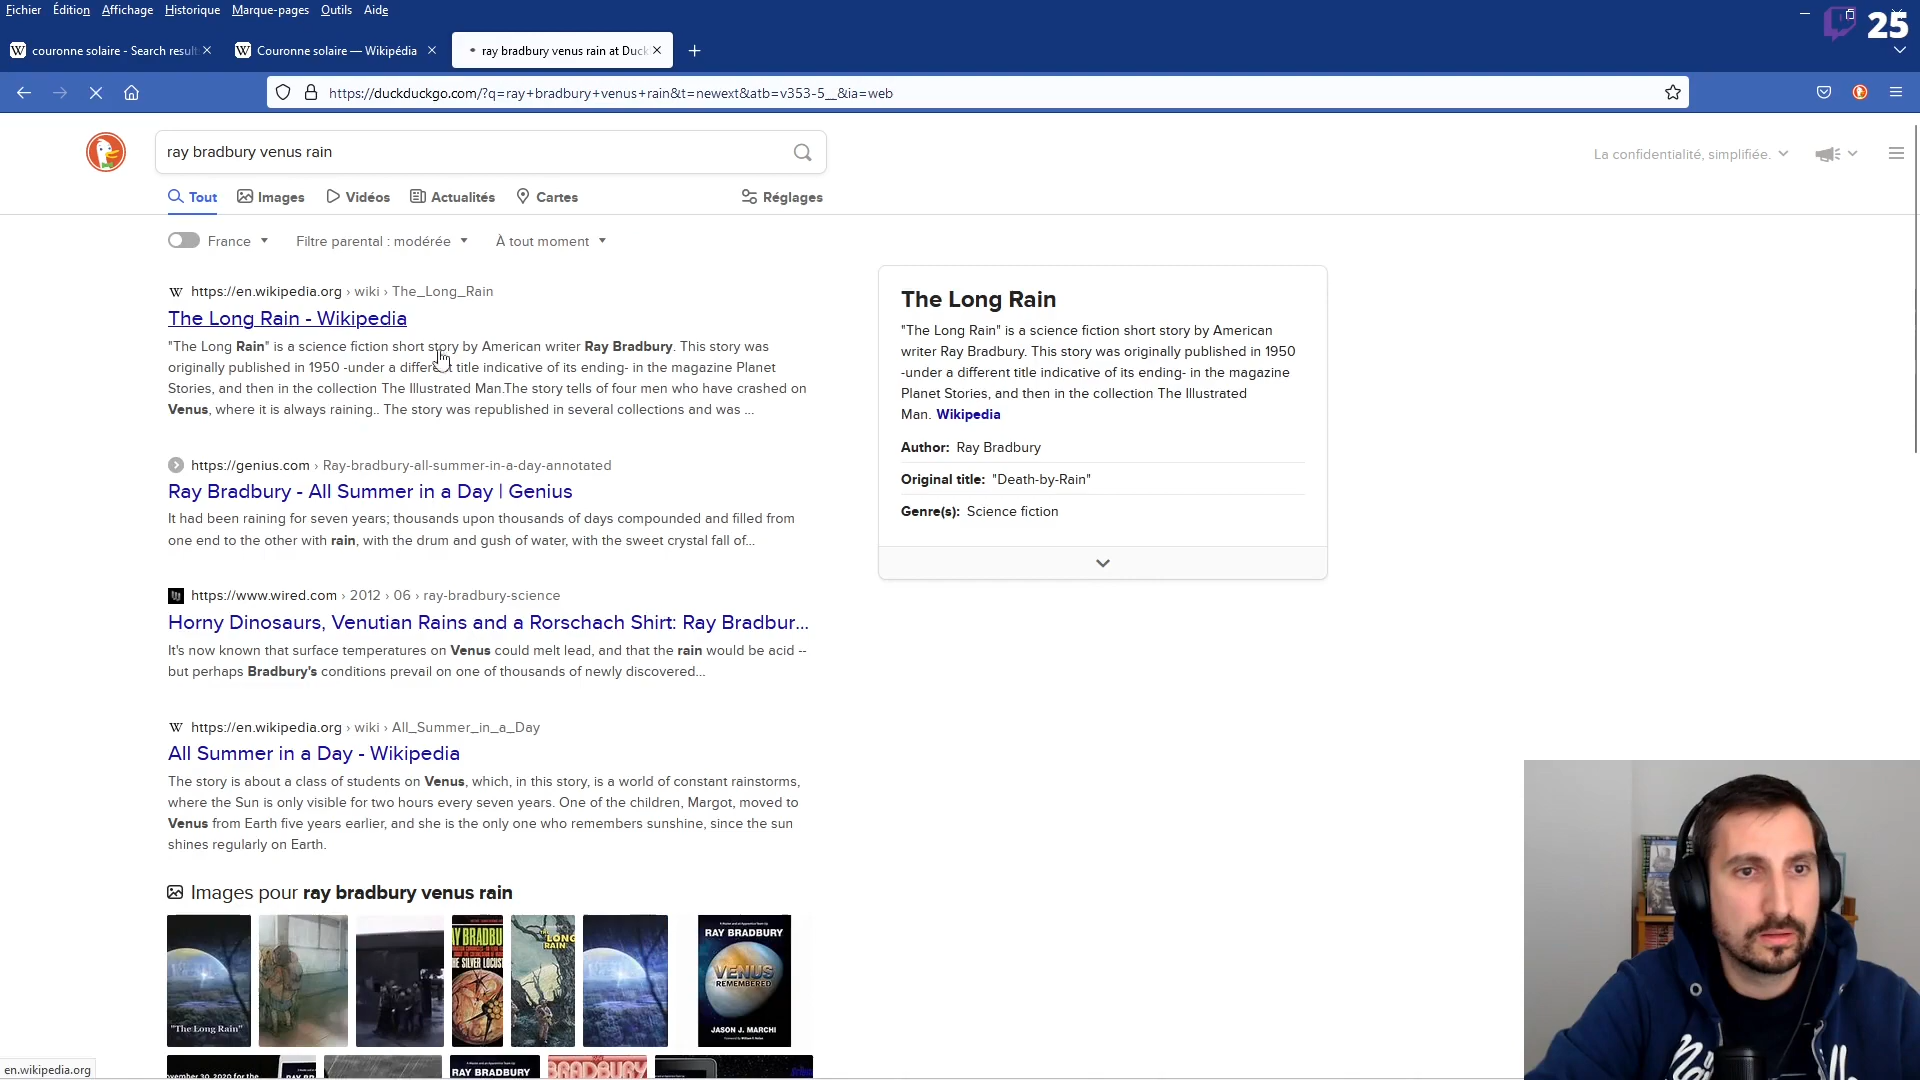 Fichier Édition Affichage Historique Marque-pages Outils Aide
25
couronne solaire - Search result
Couronne solaire — Wikipédia
ray bradbury venus rain at Duck
https://duckduckgo.com/?q=ray+bradbury+venus+rain&t=newext&atb=v353-5__&ia=web
ray bradbury venus rain
La confidentialité, simplifiée.
Tout Images Vidéos Actualités Cartes Réglages
France Filtre parental : modérée À tout moment
https://en.wikipedia.org › wiki › The_Long_Rain
The Long Rain - Wikipedia
"The Long Rain" is a science fiction short story by American writer Ray Bradbury. This story was
originally published in 1950 -under a different title indicative of its ending- in the magazine Planet
Stories, and then in the collection The Illustrated Man.The story tells of four men who have crashed on
Venus, where it is always raining.. The story was republished in several collections and was ...
https://genius.com › Ray-bradbury-all-summer-in-a-day-annotated
Ray Bradbury - All Summer in a Day | Genius
It had been raining for seven years; thousands upon thousands of days compounded and filled from
one end to the other with rain, with the drum and gush of water, with the sweet crystal fall of...
https://www.wired.com › 2012 › 06 › ray-bradbury-science
Horny Dinosaurs, Venutian Rains and a Rorschach Shirt: Ray Bradbur...
It's now known that surface temperatures on Venus could melt lead, and that the rain would be acid --
but perhaps Bradbury's conditions prevail on one of thousands of newly discovered...
https://en.wikipedia.org › wiki › All_Summer_in_a_Day
All Summer in a Day - Wikipedia
The story is about a class of students on Venus, which, in this story, is a world of constant rainstorms,
where the Sun is only visible for two hours every seven years. One of the children, Margot, moved to
Venus from Earth five years earlier, and she is the only one who remembers sunshine, since the sun
shines regularly on Earth.
Images pour ray bradbury venus rain
"The Long Rain"
AY BRADBU
THE SILVER LOCUS
LONG
RAIN
RAY BRADBURY
VENUS
REMEMBERED
JASON J. MARCHI
vember 30, 2020 for the
RAY BRADBURY
BRADBURY
The Long Rain
"The Long Rain" is a science fiction short story by American
writer Ray Bradbury. This story was originally published in 1950
-under a different title indicative of its ending- in the magazine
Planet Stories, and then in the collection The Illustrated
Man. Wikipedia
Author: Ray Bradbury
Original title: "Death-by-Rain"
Genre(s): Science fiction
en.wikipedia.org